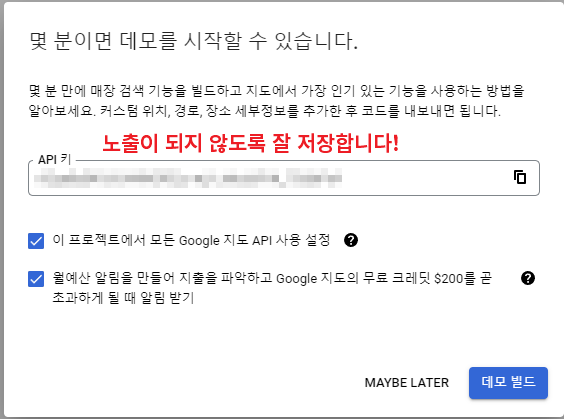 몇 분이면 데모를 시작할 수 있습니다.
몇 분 만에 매장 검색 기능을 빌드하고 지도에서 가장 인기 있는 기능을 사용하는 방법을
알아보세요. 커스텀 위치, 경로, 장소 세부정보를 추가한 후 코드를 내보내면 됩니다.
노출이 되지 않도록 잘 저장합니다!
API 키
이 프로젝트에서 모든 Google 지도 API 사용 설정 ?
월예산 알림을 만들어 지출을 파악하고 Google 지도의 무료 크레딧 $200를 곧 ?
초과하게 될 때 알림 받기
MAYBE LATER 데모 빌드